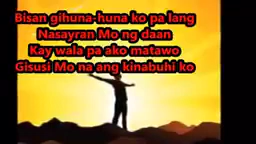 Bisan gihuna-huna ko pa lang
Nasayran Mo ng daan
Kay wala pa ako matawo
Gisusi Mo na ang kinabuhi ko